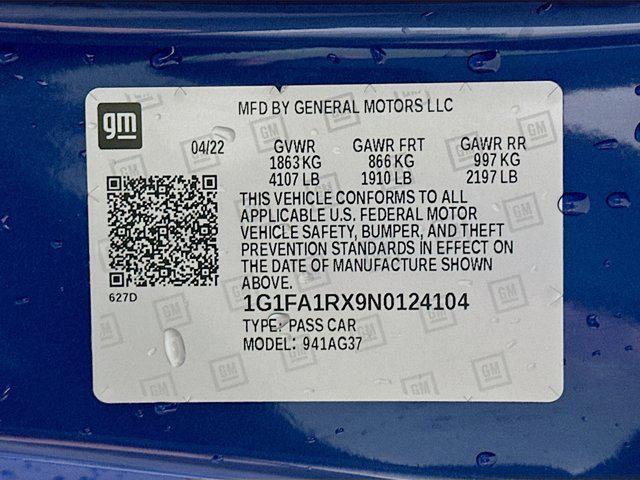 gm
MFD BY GENERAL MOTORS LLC
04/22 GVWR GAWR FRT GAWR RR
1863 KG 866 KG 997 KG
4107 LB 1910 LB 2197 LB
THIS VEHICLE CONFORMS TO ALL
APPLICABLE U.S. FEDERAL MOTOR
VEHICLE SAFETY, BUMPER, AND THEFT
PREVENTION STANDARDS IN EFFECT ON
THE DATE OF MANUFACTURE SHOWN
ABOVE.
627D
1G1FA1RX9N0124104
TYPE: PASS CAR
MODEL: 941AG37